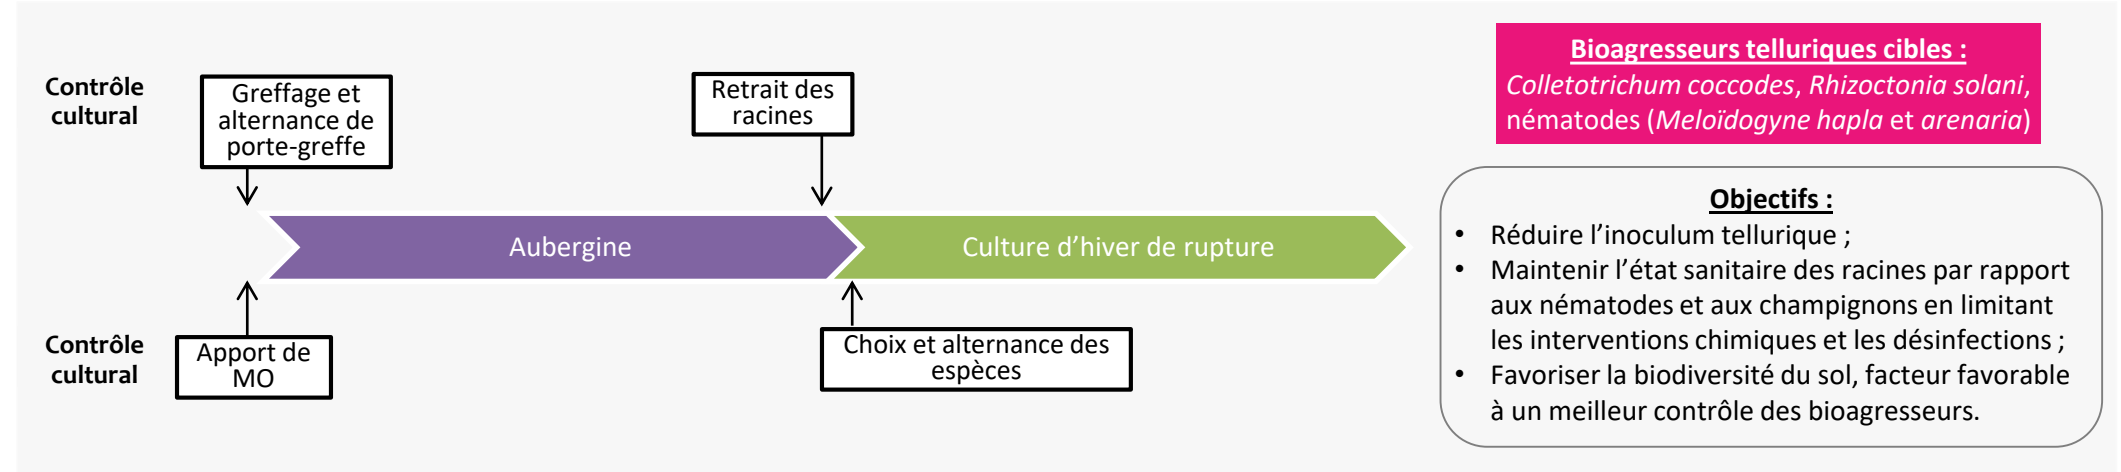 Contrôle
cultural
Greffage et
alternance de
porte-greffe
Retrait des
racines
Aubergine
Culture d’hiver de rupture
Contrôle
cultural
Apport de
MO
Choix et alternance des
espèces
Bioagresseurs telluriques cibles :
Colletotrichum coccodes, Rhizoctonia solani,
nématodes (Meloïdogyne hapla et arenaria)
Objectifs :
• Réduire l’inoculum tellurique ;
• Maintenir l’état sanitaire des racines par rapport
aux nématodes et aux champignons en limitant
les interventions chimiques et les désinfections ;
• Favoriser la biodiversité du sol, facteur favorable
à un meilleur contrôle des bioagresseurs.